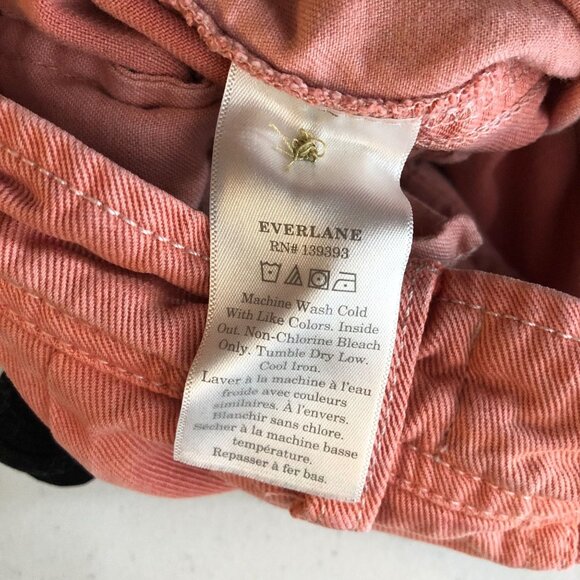 EVERLANE
RN# 139393
Machine Wash Cold
With Like Colors. Inside
Out. Non-Chlorine Bleach
Only. Tumble Dry Low.
Cool Iron.
Laver à la machine à l'eau
froide avec couleurs
similaires. À l'envers.
Blanchir sans chlore.
Sécher à la machine basse
température.
Repasser à fer bas.